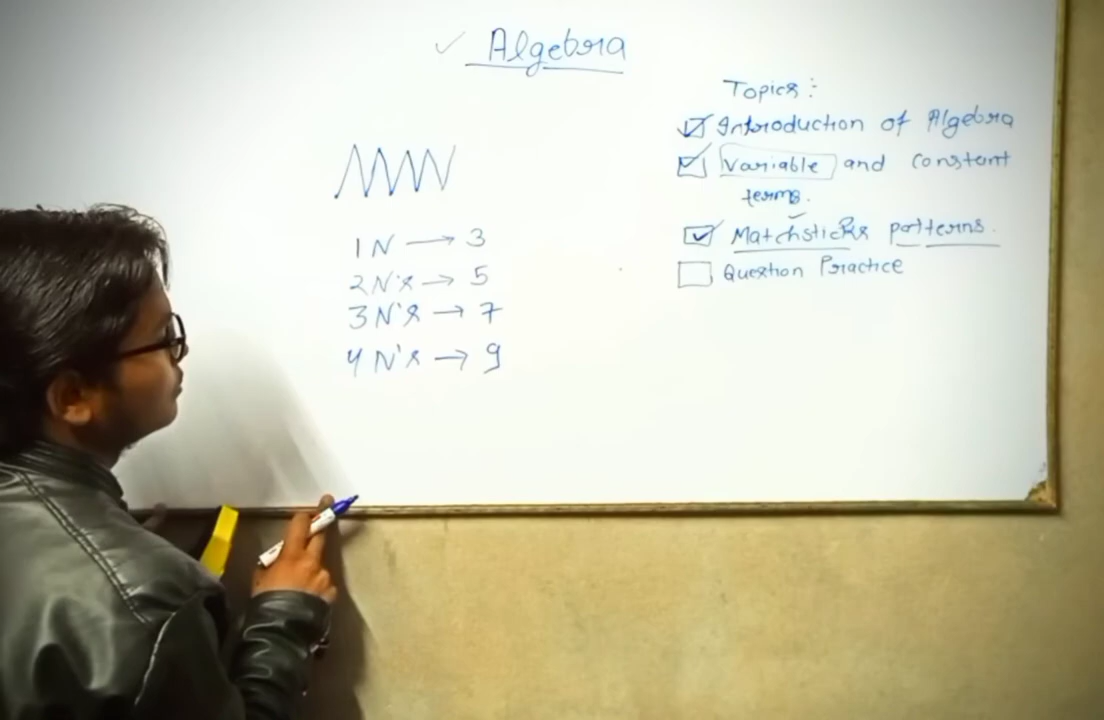 ✓ Algebra
1N → 3
2N's → 5
3N's → 7
4N's → 9
Topics :-
☑ Introduction of Algebra
☑ Variable and Constant
terms.
☑ Matchsticks patterns.
☐ Question Practice